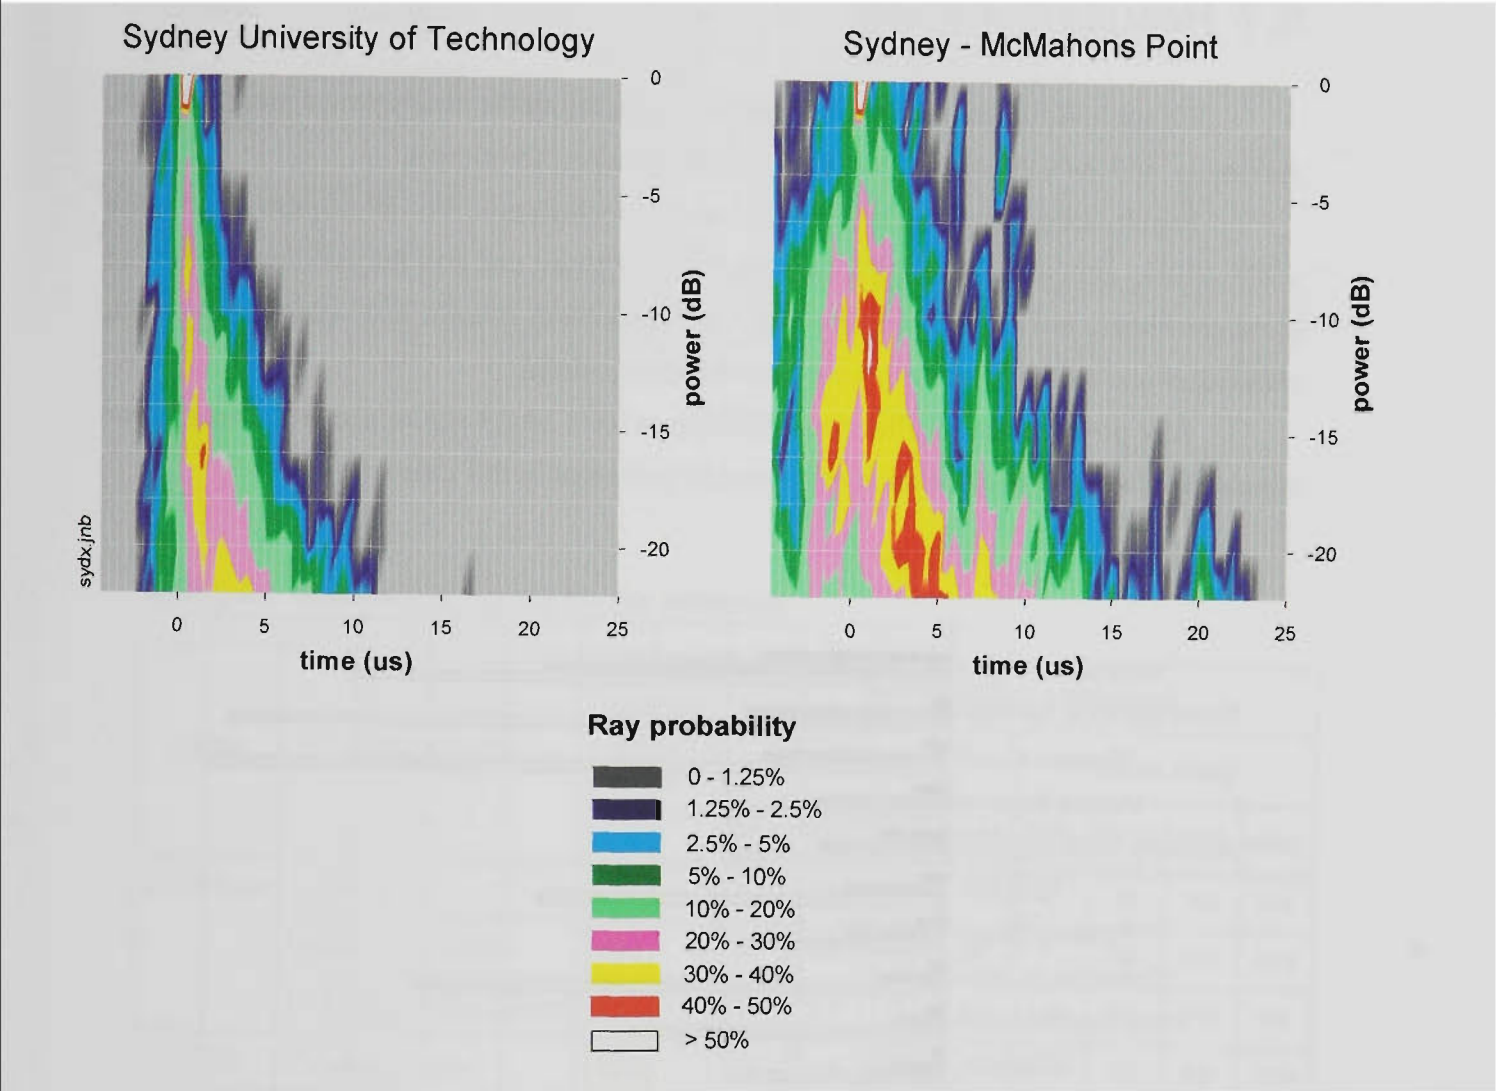 Sydney University of Technology
0
-5
-10
-15
-20
power (dB)
sydx.jnb
0 5 10 15 20 25
time (us)
Sydney - McMahons Point
0
-5
-10
-15
-20
power (dB)
0 5 10 15 20 25
time (us)
Ray probability
0 - 1.25%
1.25% - 2.5%
2.5% - 5%
5% - 10%
10% - 20%
20% - 30%
30% - 40%
40% - 50%
> 50%